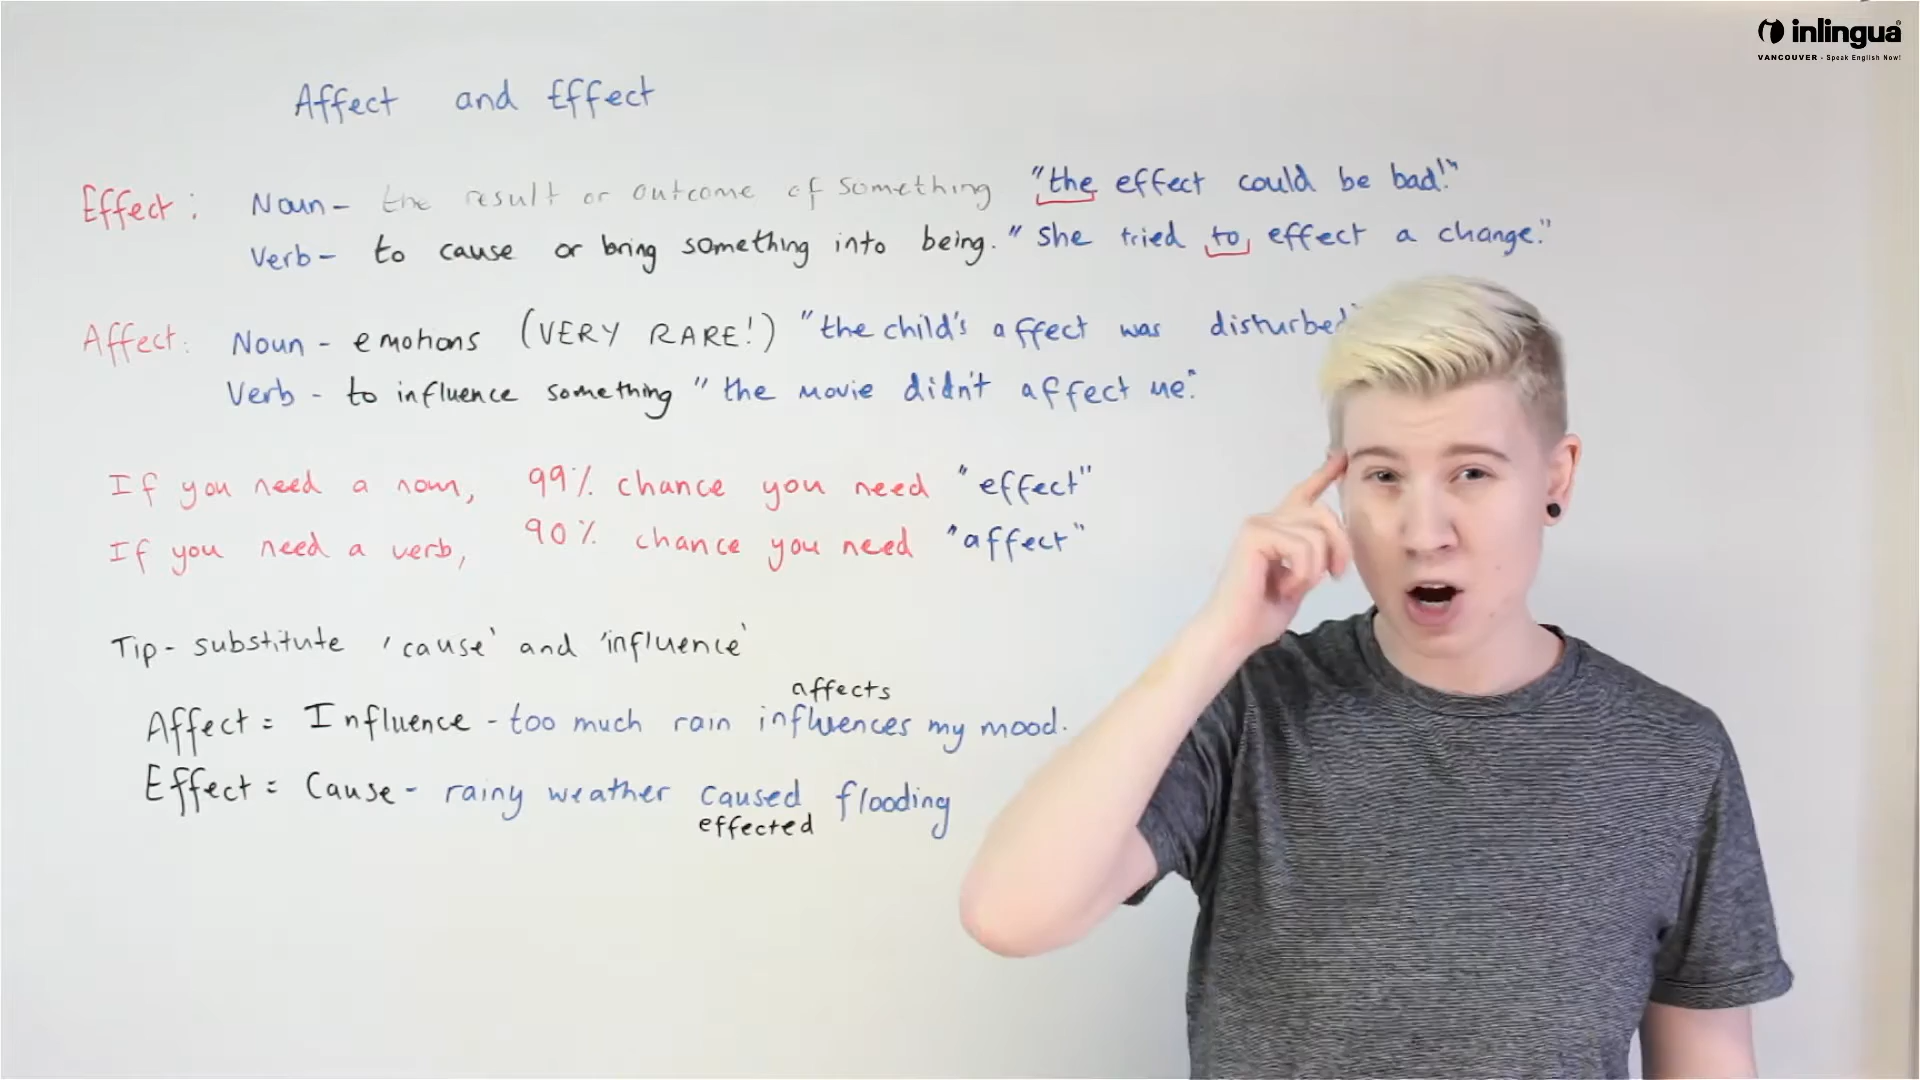 inlingua®
VANCOUVER - Speak English Now!
Affect and Effect
Effect: Noun - the result or outcome of something "the effect could be bad!"
Verb - to cause or bring something into being. "She tried to effect a change."
Affect: Noun - emotions (VERY RARE!) "the child's affect was disturbed"
Verb - to influence something "the movie didn't affect me."
If you need a noun, 99% chance you need "effect"
If you need a verb, 90% chance you need "affect"
Tip - substitute 'cause' and 'influence'
affects
Affect = Influence - too much rain influences my mood.
Effect = Cause - rainy weather caused flooding
effected